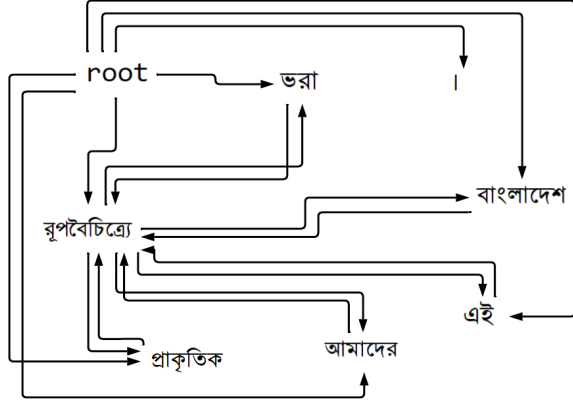 root
ভরা
।
বাংলাদেশ
রূপবৈচিত্র্যে
এই
আমাদের
প্রাকৃতিক